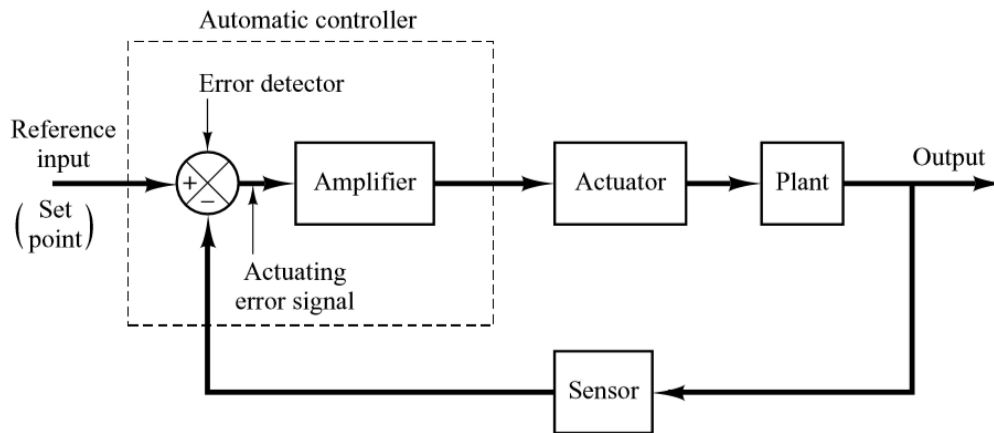 Automatic controller
Error detector
Reference
input
( Set
point )
+
−
Amplifier
Actuator
Plant
Output
Actuating
error signal
Sensor